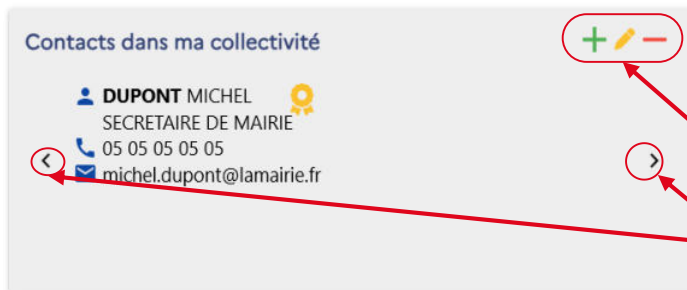 Contacts dans ma collectivité
DUPONT MICHEL
SECRETAIRE DE MAIRIE
05 05 05 05 05
michel.dupont@lamairie.fr